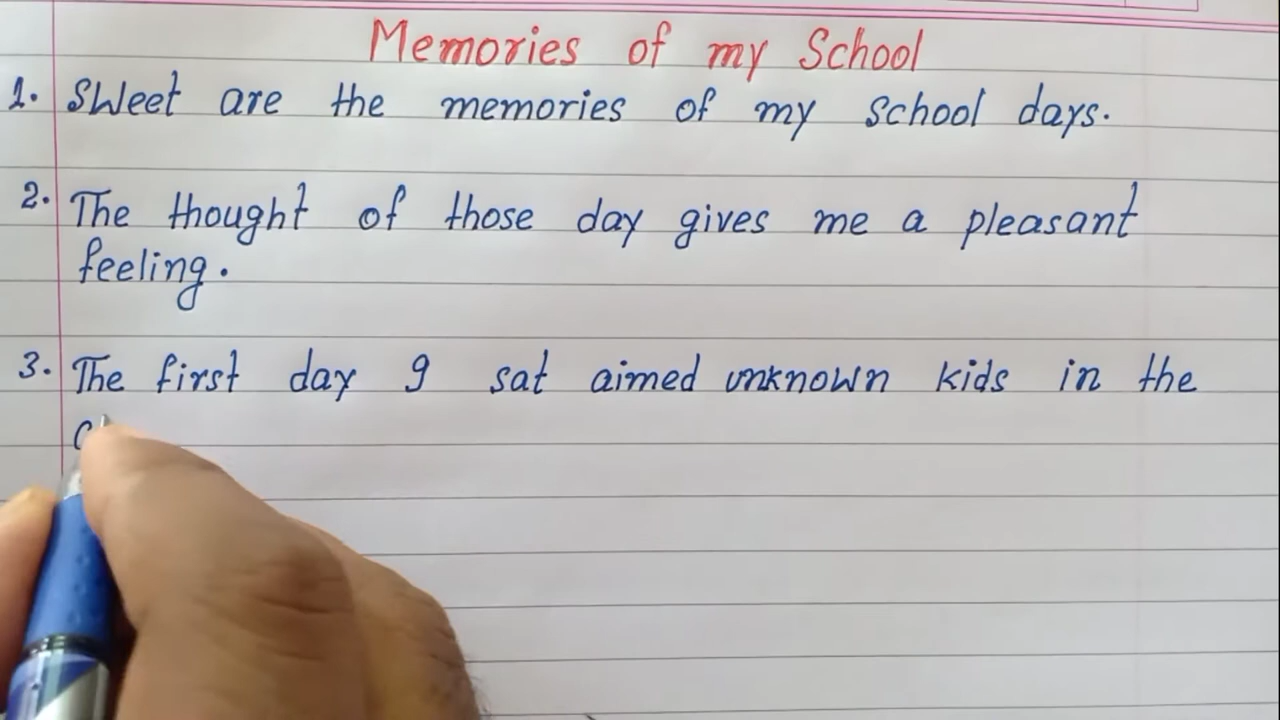 Memories of my School
1. Sweet are the memories of my school days.
2. The thought of those day gives me a pleasant
feeling.
3. The first day I sat aimed unknown kids in the